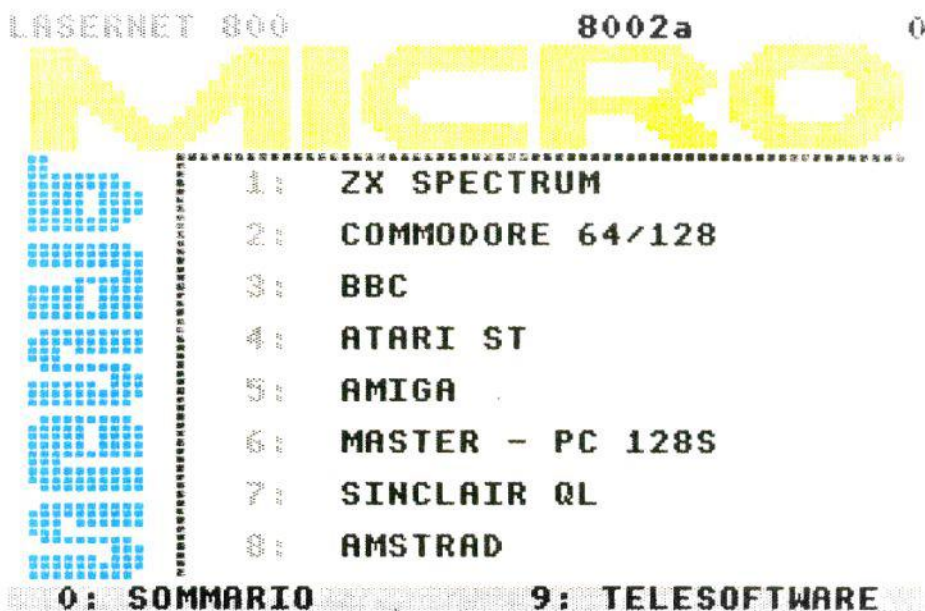 LASERNET 800 8002a 0
MICRO
1: ZX SPECTRUM
2: COMMODORE 64/128
3: BBC
4: ATARI ST
5: AMIGA
6: MASTER - PC 128S
7: SINCLAIR QL
8: AMSTRAD
0: SOMMARIO 9: TELESOFTWARE